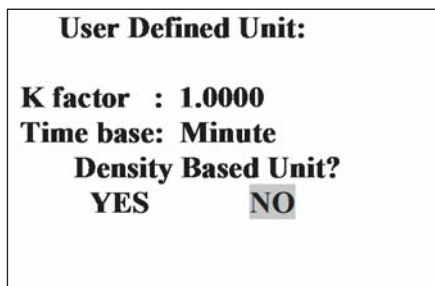 User Defined Unit:
K factor : 1.0000
Time base: Minute
Density Based Unit?
YES NO